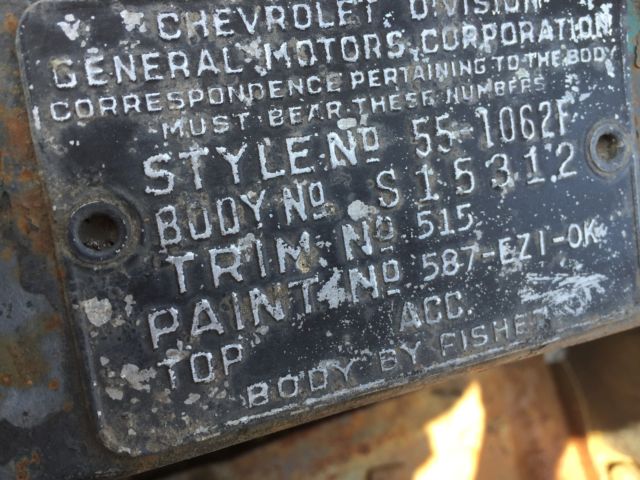 CHEVROLET DIVISION
GENERAL MOTORS CORPORATION
CORRESPONDENCE PERTAINING TO THE BODY
MUST BEAR THESE NUMBERS
STYLE No 55-1062F
BODY No S15312
TRIM No 515
PAINT No 587-EZI-OK
TOP ACC.
BODY BY FISHER